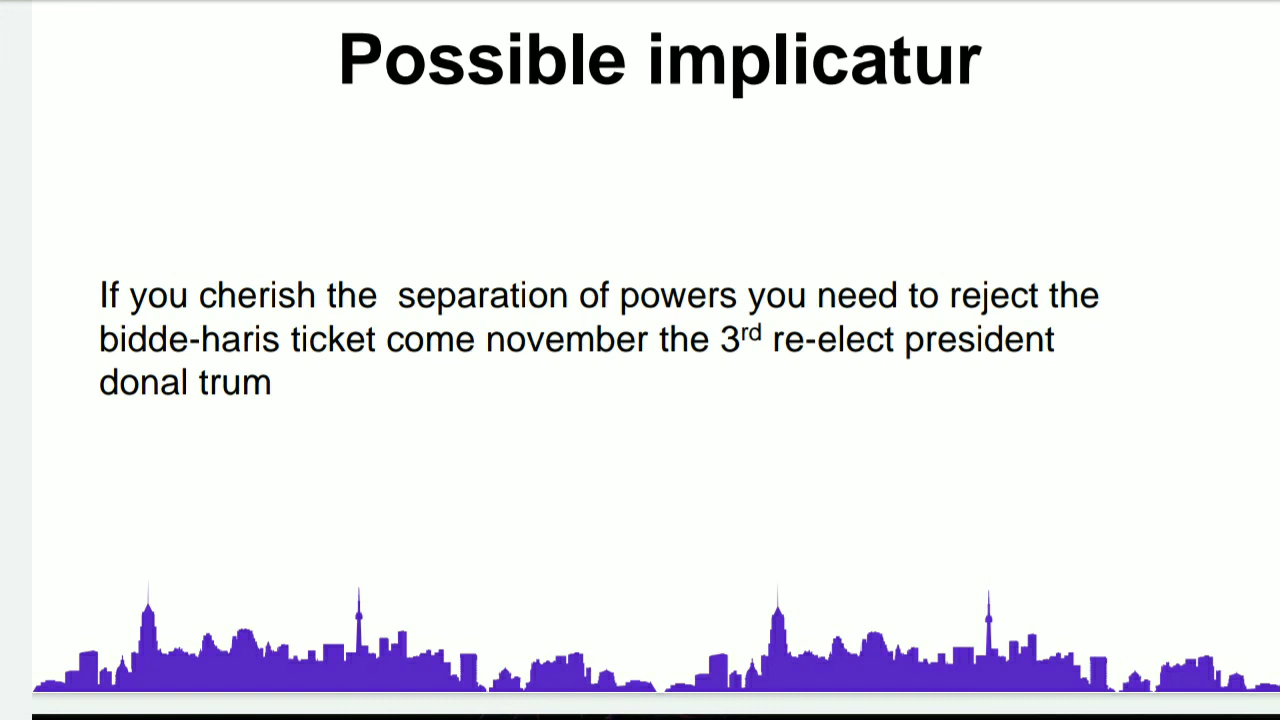 Possible implicatur
If you cherish the  separation of powers you need to reject the
bidde-haris ticket come november the 3rd re-elect president
donal trum